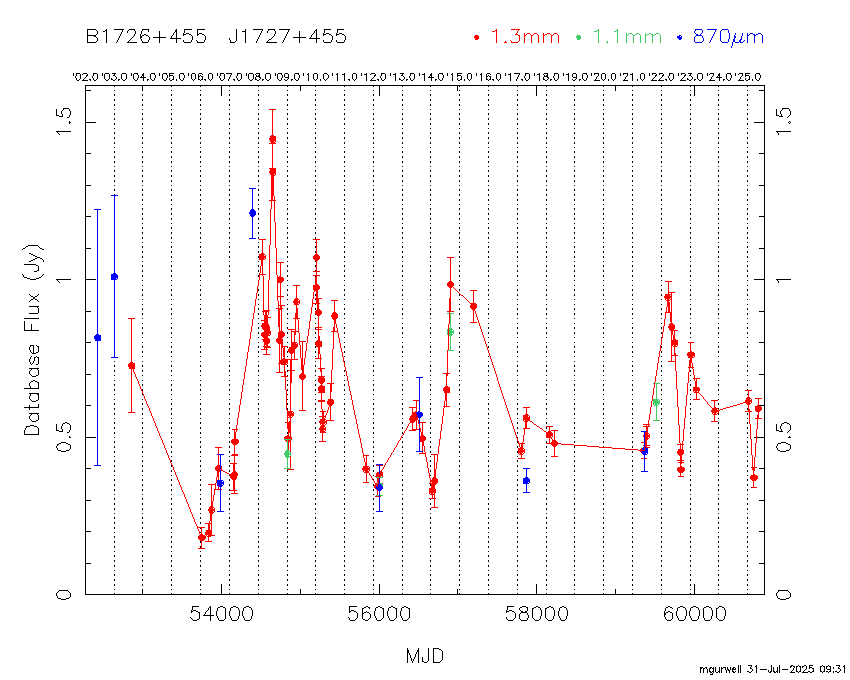 B1726+455 J1727+455 1.3mm 1.1mm 870μm
'02.0 '03.0 '04.0 '05.0 '06.0 '07.0 '08.0 '09.0 '10.0 '11.0 '12.0 '13.0 '14.0 '15.0 '16.0 '17.0 '18.0 '19.0 '20.0 '21.0 '22.0 '23.0 '24.0 '25.0
1.5 1.5
1 1
Database Flux (Jy)
0.5 0.5
0 0
54000 56000 58000 60000
MJD
mgurwell 31-Jul-2025 09:31